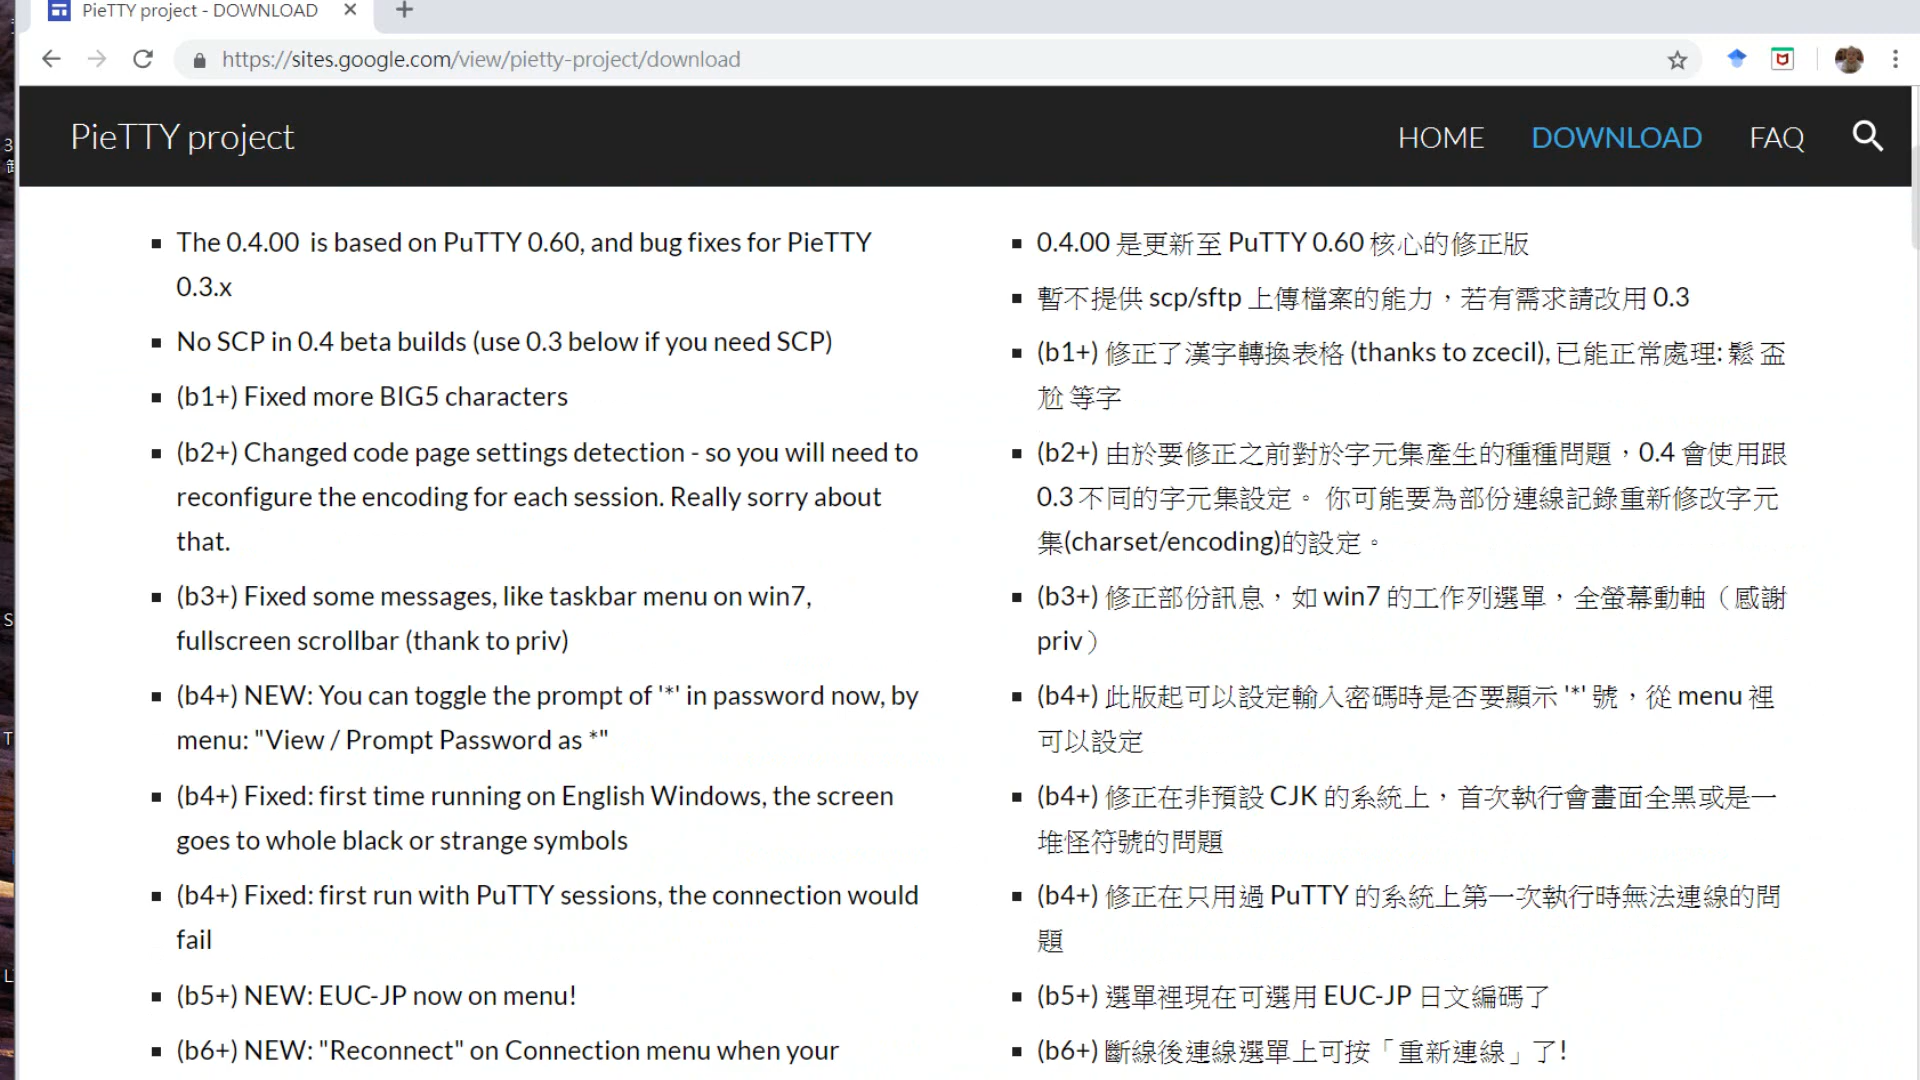 PieTTY project - DOWNLOAD
https://sites.google.com/view/pietty-project/download
PieTTY project
HOME
DOWNLOAD
FAQ
The 0.4.00 is based on PuTTY 0.60, and bug fixes for PieTTY
0.3.x
No SCP in 0.4 beta builds (use 0.3 below if you need SCP)
(b1+) Fixed more BIG5 characters
(b2+) Changed code page settings detection - so you will need to
reconfigure the encoding for each session. Really sorry about
that.
(b3+) Fixed some messages, like taskbar menu on win7,
fullscreen scrollbar (thank to priv)
(b4+) NEW: You can toggle the prompt of '*' in password now, by
menu: "View / Prompt Password as *"
(b4+) Fixed: first time running on English Windows, the screen
goes to whole black or strange symbols
(b4+) Fixed: first run with PuTTY sessions, the connection would
fail
(b5+) NEW: EUC-JP now on menu!
(b6+) NEW: "Reconnect" on Connection menu when your
0.4.00 是更新至 PuTTY 0.60 核心的修正版
暫不提供 scp/sftp 上傳檔案的能力，若有需求請改用 0.3
(b1+) 修正了漢字轉換表格 (thanks to zcecil), 已能正常處理: 鬆 盃
尬 等字
(b2+) 由於要修正之前對於字元集產生的種種問題，0.4 會使用跟
0.3 不同的字元集設定。 你可能要為部份連線記錄重新修改字元
集(charset/encoding)的設定。
(b3+) 修正部份訊息，如 win7 的工作列選單，全螢幕動軸（感謝
priv）
(b4+) 此版起可以設定輸入密碼時是否要顯示 '*' 號，從 menu 裡
可以設定
(b4+) 修正在非預設 CJK 的系統上，首次執行會畫面全黑或是一
堆怪符號的問題
(b4+) 修正在只用過 PuTTY 的系統上第一次執行時無法連線的問
題
(b5+) 選單裡現在可選用 EUC-JP 日文編碼了
(b6+) 斷線後連線選單上可按「重新連線」了!